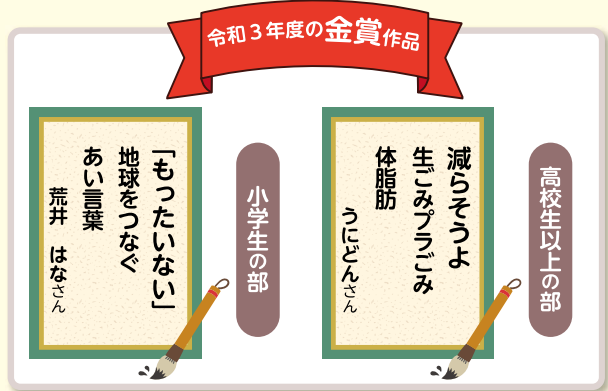 令和３年度の金賞作品
高校生以上の部
減らそうよ
生ごみプラごみ
体脂肪
うにどんさん
小学生の部
「もったいない」
地球をつなぐ
あい言葉
荒井　はなさん